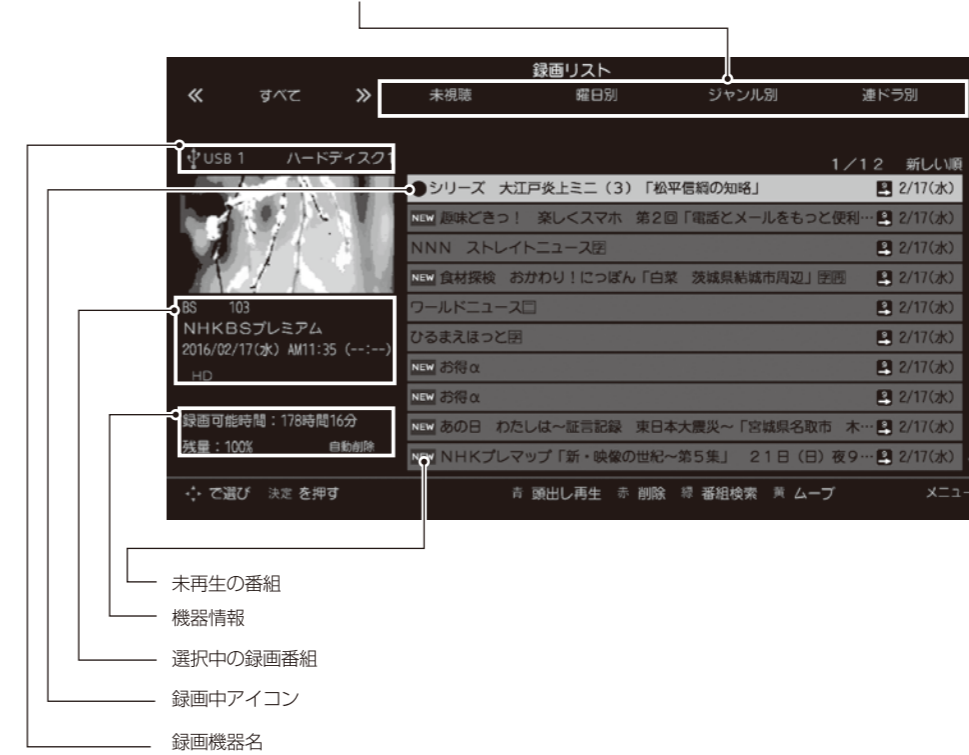 録画リスト
≪ すべて ≫ 未視聴 曜日別 ジャンル別 連ドラ別
USB 1 ハードディスク1
1/12 新しい順
●シリーズ 大江戸炎上ミニ(3)「松平信綱の知略」 2/17(水)
NEW 趣味どきっ! 楽しくスマホ 第2回「電話とメールをもっと便利… 2/17(水)
NNN ストレイトニュース🈑 2/17(水)
NEW 食材探検 おかわり!にっぽん「白菜 茨城県結城市周辺」 2/17(水)
ワールドニュース 2/17(水)
ひるまえほっと 2/17(水)
NEW お得α 2/17(水)
NEW お得α 2/17(水)
NEW あの日 わたしは~証言記録 東日本大震災~「宮城県名取市 木… 2/17(水)
NEW NHKプレマップ「新・映像の世紀~第5集」 21日(日)夜9… 2/17(水)
BS 103
NHKBSプレミアム
2016/02/17(水) AM11:35 (--:--)
HD
録画可能時間:178時間16分
残量:100% 自動削除
で選び 決定 を押す 青 頭出し再生 赤 削除 緑 番組検索 黄 ムーブ メニュー
未再生の番組
機器情報
選択中の録画番組
録画中アイコン
録画機器名